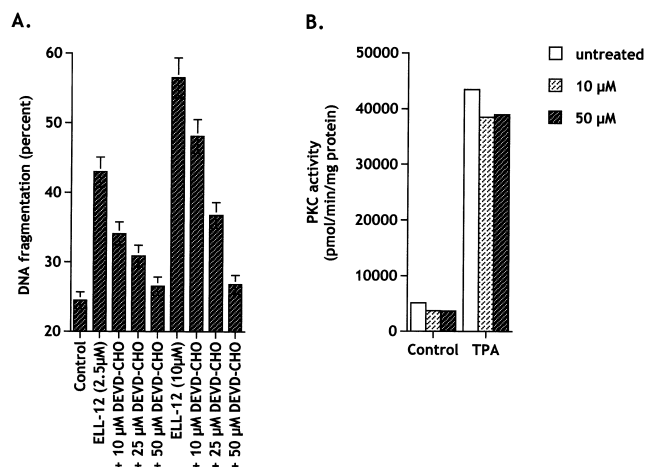 A.
DNA fragmentation (percent)
60
50
40
30
20
Control
ELL-12 (2.5µM)
+ 10 µM DEVD-CHO
+ 25 µM DEVD-CHO
+ 50 µM DEVD-CHO
ELL-12 (10µM)
+ 10 µM DEVD-CHO
+ 25 µM DEVD-CHO
+ 50 µM DEVD-CHO
B.
PKC activity
(pmol/min/mg protein)
50000
40000
30000
20000
10000
0
Control TPA
untreated
10 µM
50 µM